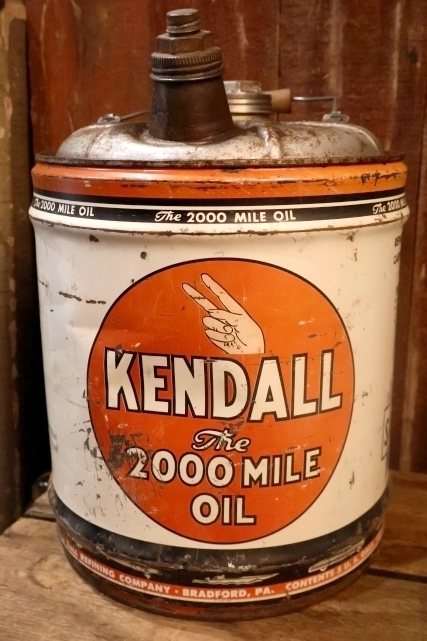 The 2000 MILE OIL The 2000 MILE OIL The 2000
KENDALL
The
2000 MILE
OIL
REFINING COMPANY • BRADFORD, PA. CONTENTS 5 U.S.